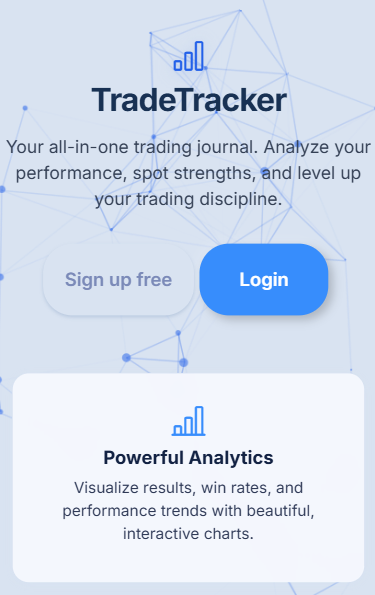 TradeTracker
Your all-in-one trading journal. Analyze your
performance, spot strengths, and level up
your trading discipline.
Sign up free
Login
Powerful Analytics
Visualize results, win rates, and
performance trends with beautiful,
interactive charts.